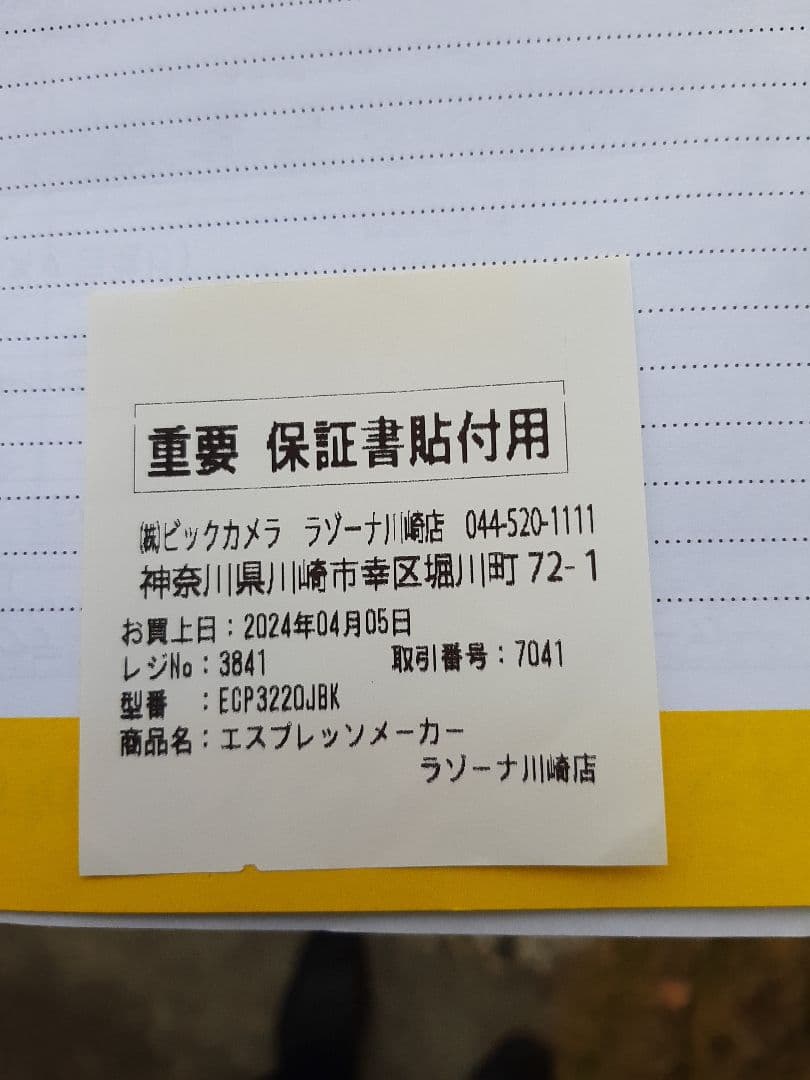 重要 保証書貼付用
㈱ビックカメラ ラゾーナ川崎店 044-520-1111
神奈川県川崎市幸区堀川町72-1
お買上日：2024年04月05日
レジNo：3841 取引番号：7041
型番 ：ECP3220JBK
商品名：エスプレッソメーカー
ラゾーナ川崎店